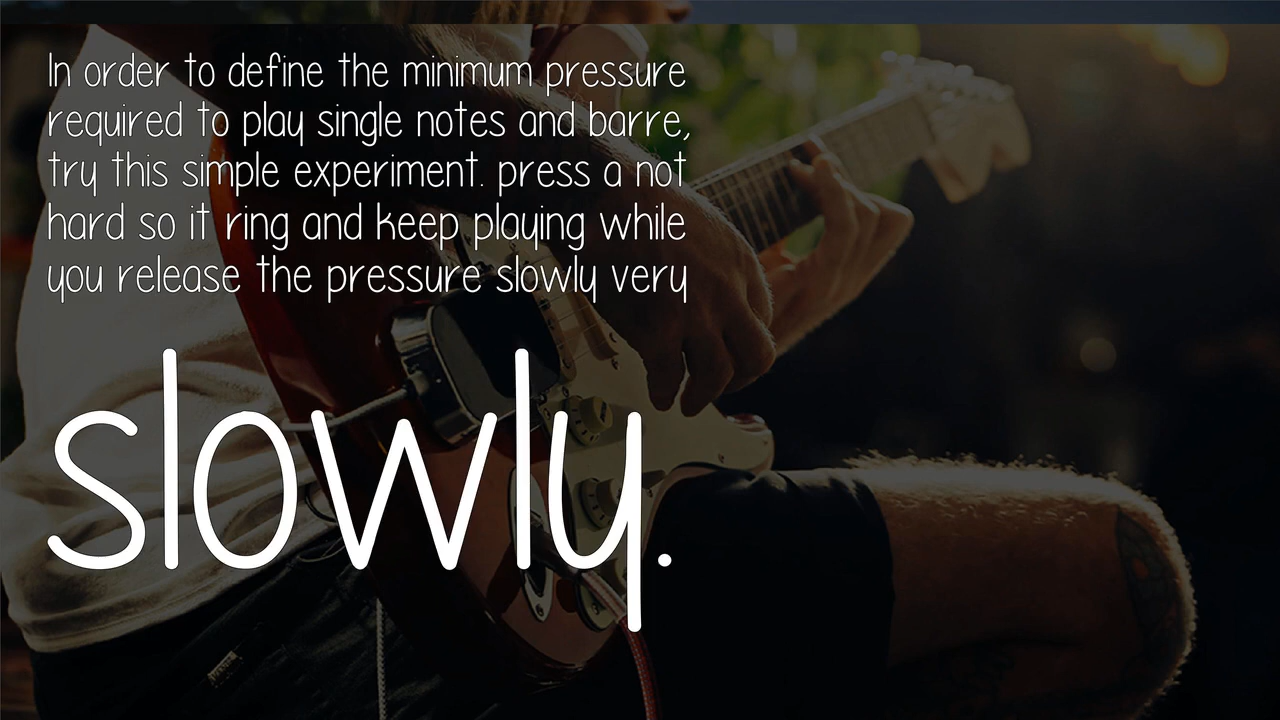 In order to define the minimum pressure
required to play single notes and barre,
try this simple experiment. press a not
hard so it ring and keep playing while
you release the pressure slowly very
slowly.